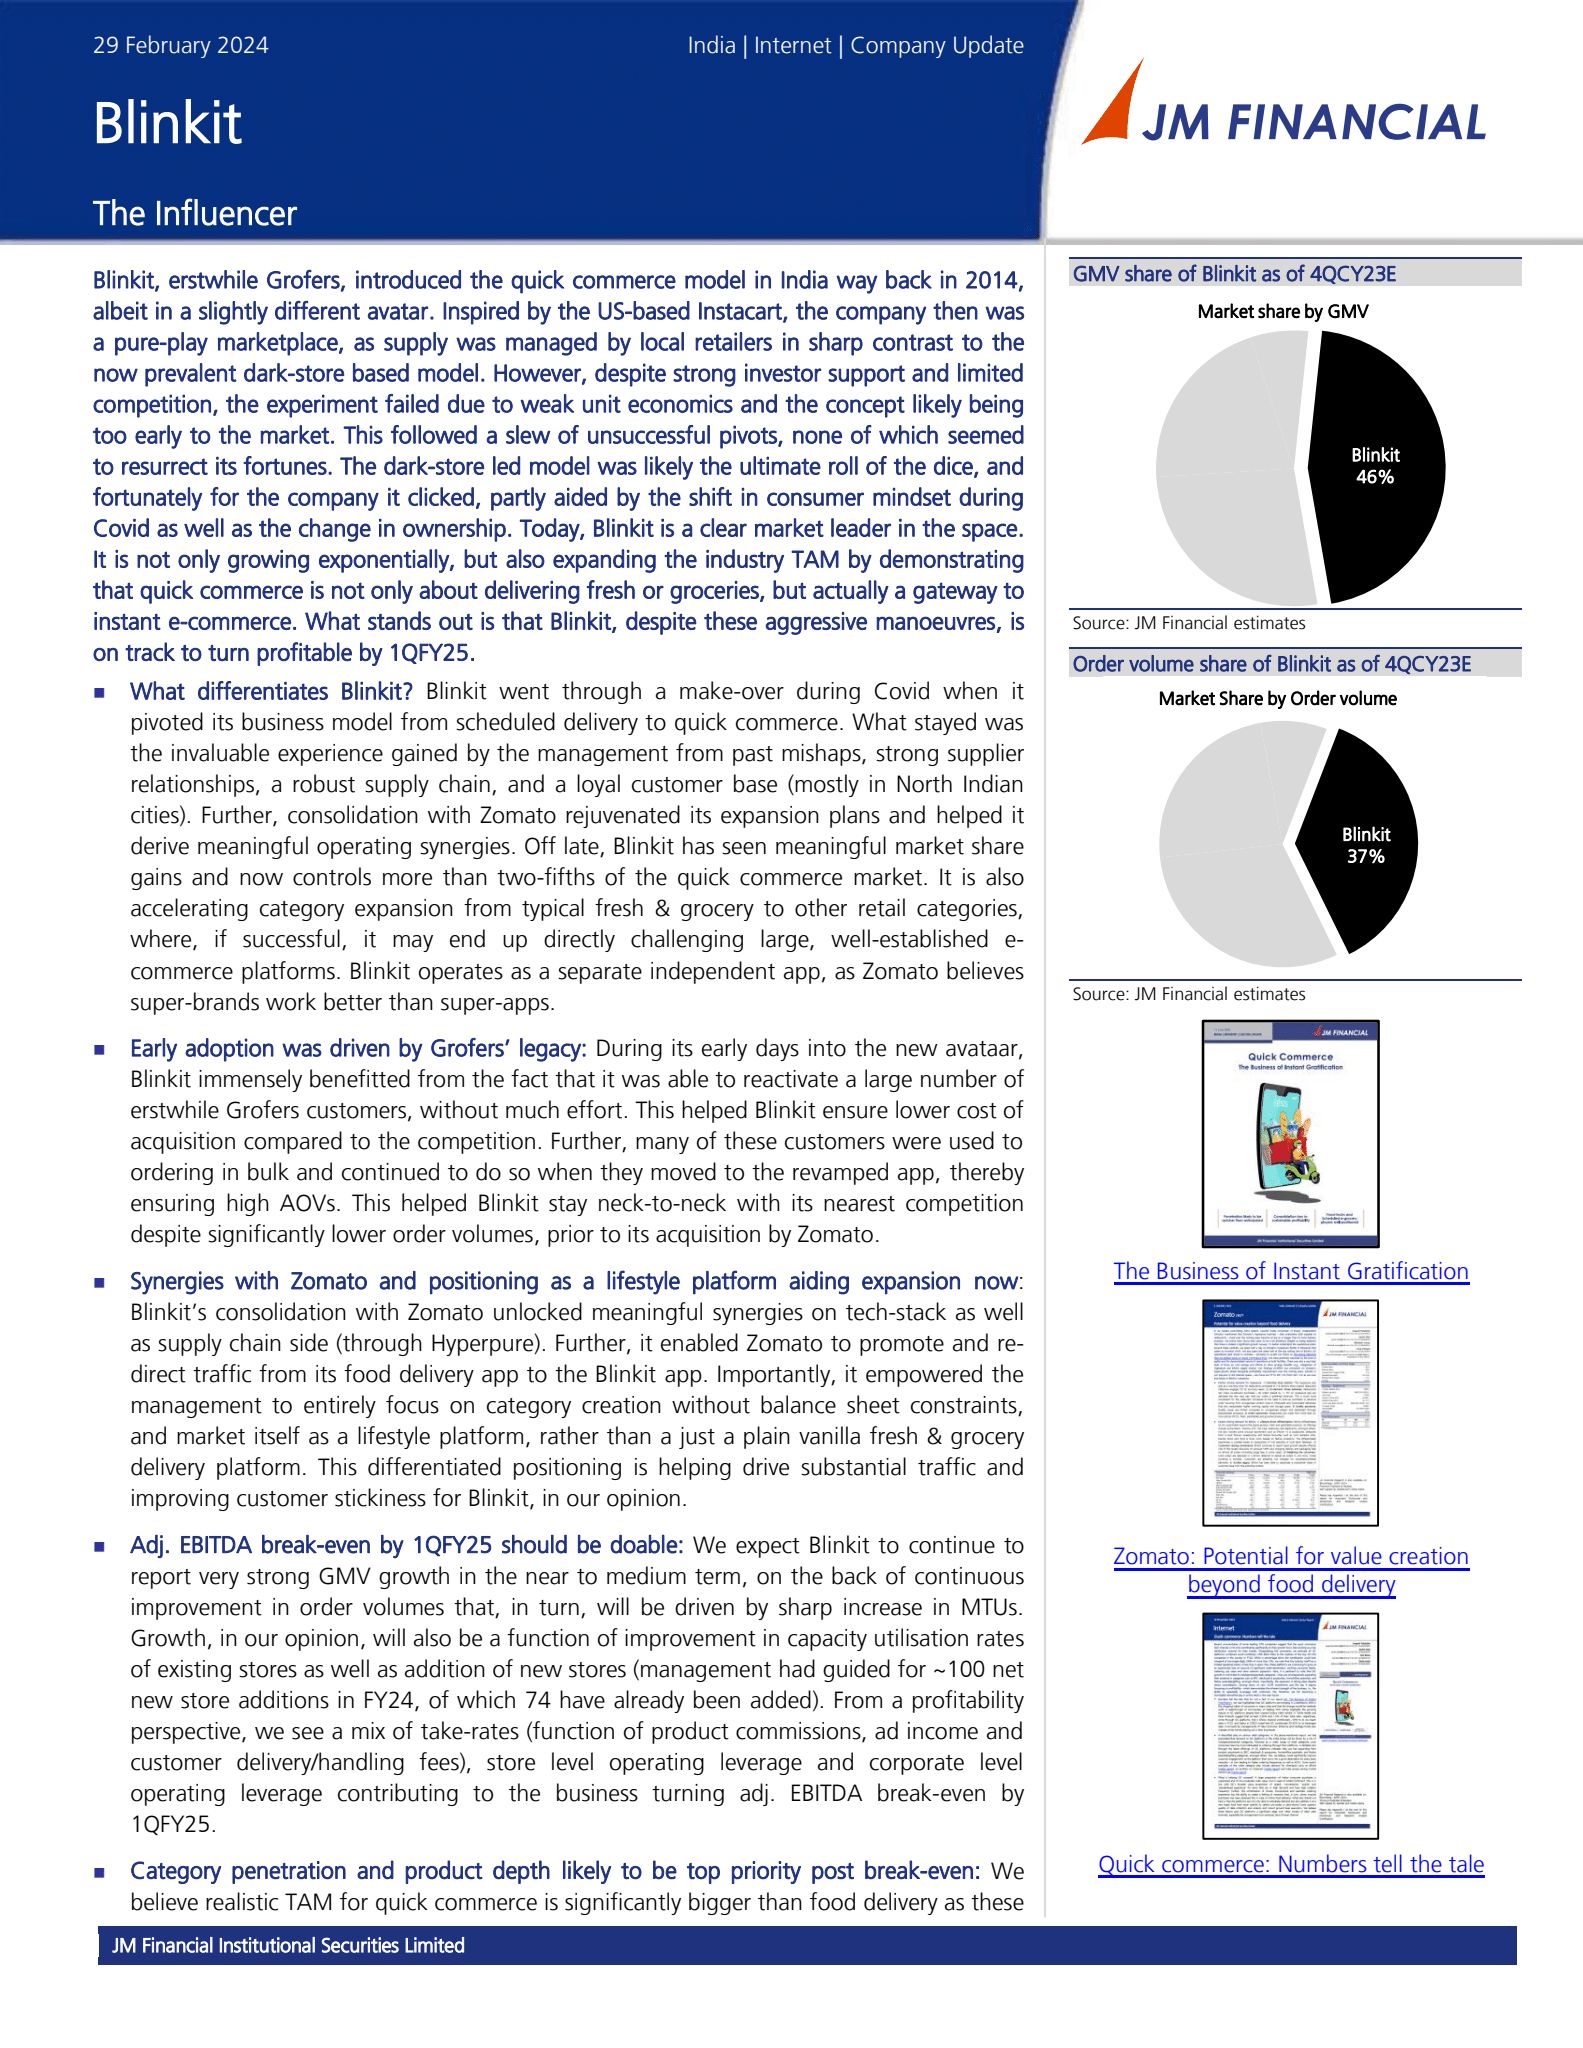 29 February 2024
India | Internet | Company Update
Blinkit
The Influencer
JM FINANCIAL
Blinkit, erstwhile Grofers, introduced the quick commerce model in India way back in 2014,
albeit in a slightly different avatar. Inspired by the US-based Instacart, the company then was
a pure-play marketplace, as supply was managed by local retailers in sharp contrast to the
now prevalent dark-store based model. However, despite strong investor support and limited
competition, the experiment failed due to weak unit economics and the concept likely being
too early to the market. This followed a slew of unsuccessful pivots, none of which seemed
to resurrect its fortunes. The dark-store led model was likely the ultimate roll of the dice, and
fortunately for the company it clicked, partly aided by the shift in consumer mindset during
Covid as well as the change in ownership. Today, Blinkit is a clear market leader in the space.
It is not only growing exponentially, but also expanding the industry TAM by demonstrating
that quick commerce is not only about delivering fresh or groceries, but actually a gateway to
instant e-commerce. What stands out is that Blinkit, despite these aggressive manoeuvres, is
on track to turn profitable by 1QFY25.
■ What differentiates Blinkit? Blinkit went through a make-over during Covid when it
pivoted its business model from scheduled delivery to quick commerce. What stayed was
the invaluable experience gained by the management from past mishaps, strong supplier
relationships, a robust supply chain, and a loyal customer base (mostly in North Indian
cities). Further, consolidation with Zomato rejuvenated its expansion plans and helped it
derive meaningful operating synergies. Off late, Blinkit has seen meaningful market share
gains and now controls more than two-fifths of the quick commerce market. It is also
accelerating category expansion from typical fresh & grocery to other retail categories,
where, if successful, it may end up directly challenging large, well-established e-
commerce platforms. Blinkit operates as a separate independent app, as Zomato believes
super-brands work better than super-apps.
■ Early adoption was driven by Grofers’ legacy: During its early days into the new avataar,
Blinkit immensely benefitted from the fact that it was able to reactivate a large number of
erstwhile Grofers customers, without much effort. This helped Blinkit ensure lower cost of
acquisition compared to the competition. Further, many of these customers were used to
ordering in bulk and continued to do so when they moved to the revamped app, thereby
ensuring high AOVs. This helped Blinkit stay neck-to-neck with its nearest competition
despite significantly lower order volumes, prior to its acquisition by Zomato.
■ Synergies with Zomato and positioning as a lifestyle platform aiding expansion now:
Blinkit’s consolidation with Zomato unlocked meaningful synergies on tech-stack as well
as supply chain side (through Hyperpure). Further, it enabled Zomato to promote and re-
direct traffic from its food delivery app to the Blinkit app. Importantly, it empowered the
management to entirely focus on category creation without balance sheet constraints,
and market itself as a lifestyle platform, rather than a just a plain vanilla fresh & grocery
delivery platform. This differentiated positioning is helping drive substantial traffic and
improving customer stickiness for Blinkit, in our opinion.
■ Adj. EBITDA break-even by 1QFY25 should be doable: We expect Blinkit to continue to
report very strong GMV growth in the near to medium term, on the back of continuous
improvement in order volumes that, in turn, will be driven by sharp increase in MTUs.
Growth, in our opinion, will also be a function of improvement in capacity utilisation rates
of existing stores as well as addition of new stores (management had guided for ~100 net
new store additions in FY24, of which 74 have already been added). From a profitability
perspective, we see a mix of take-rates (function of product commissions, ad income and
customer delivery/handling fees), store level operating leverage and corporate level
operating leverage contributing to the business turning adj. EBITDA break-even by
1QFY25.
■ Category penetration and product depth likely to be top priority post break-even: We
believe realistic TAM for quick commerce is significantly bigger than food delivery as these
GMV share of Blinkit as of 4QCY23E
Market share by GMV
Blinkit
46%
Source: JM Financial estimates
Order volume share of Blinkit as of 4QCY23E
Market Share by Order volume
Blinkit
37%
Source: JM Financial estimates
JM FINANCIAL
Quick Commerce
The Business of Instant Gratification
The Business of Instant Gratification
Zomato
JM FINANCIAL
Potential for value creation beyond food delivery
Zomato: Potential for value creation
beyond food delivery
Internet
JM FINANCIAL
Quick commerce: Numbers tell the tale
Quick commerce: Numbers tell the tale
JM Financial Institutional Securities Limited